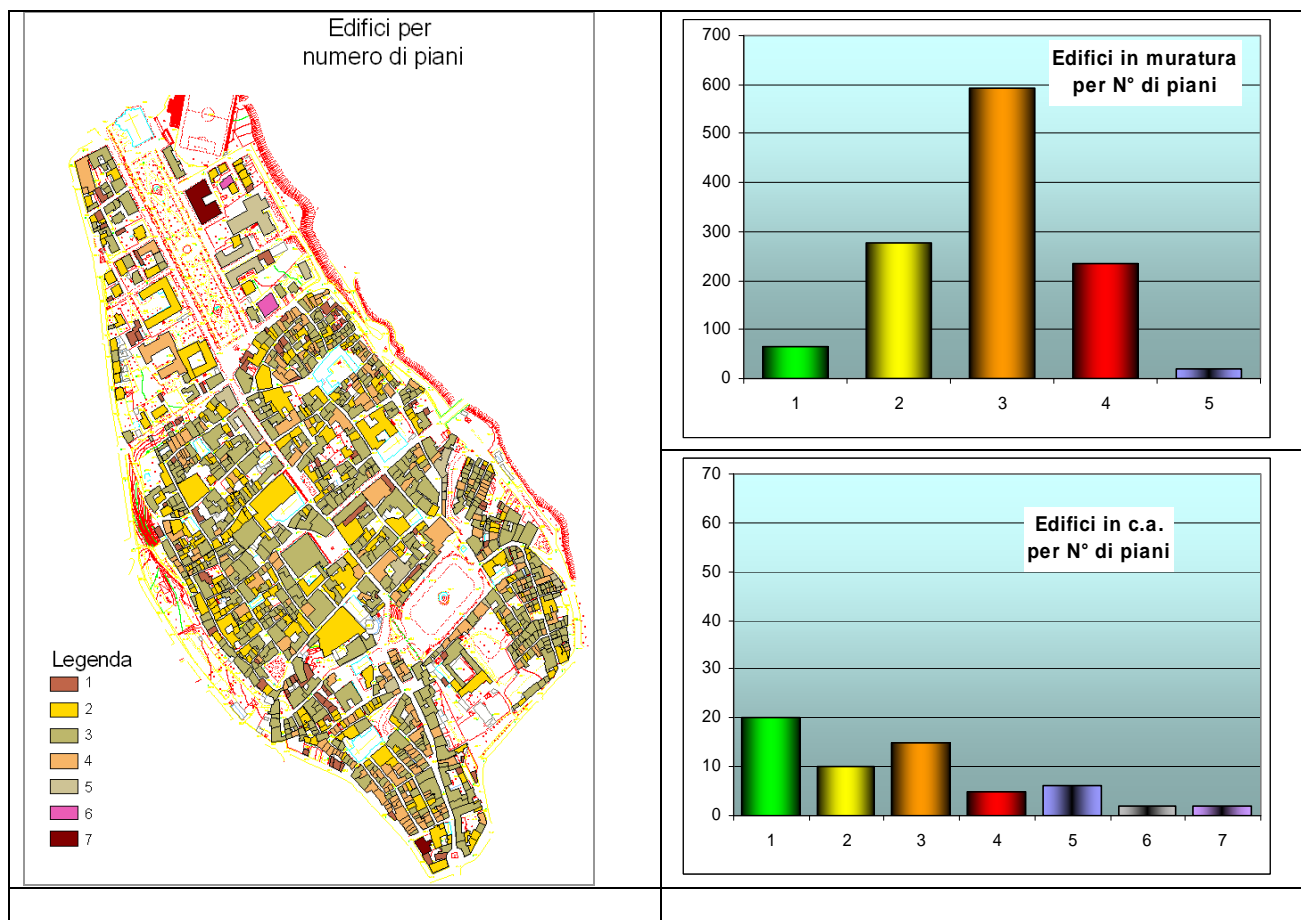 Edifici per
numero di piani
Legenda
1
2
3
4
5
6
7
Edifici in muratura
per N° di piani
700
600
500
400
300
200
100
0
1 2 3 4 5
Edifici in c.a.
per N° di piani
70
60
50
40
30
20
10
0
1 2 3 4 5 6 7